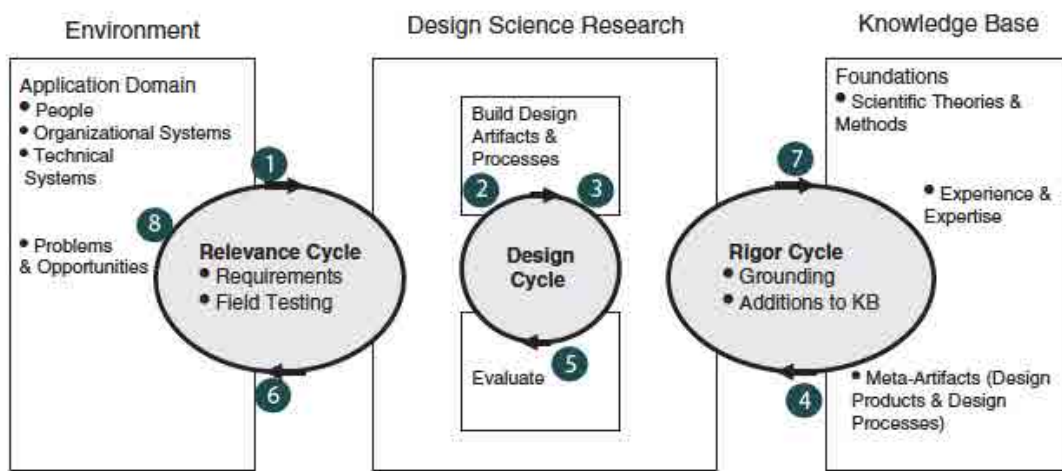 Environment
Design Science Research
Knowledge Base
Application Domain
• People
• Organizational Systems
• Technical
Systems
• Problems
& Opportunities
1
8
Relevance Cycle
• Requirements
• Field Testing
6
Build Design
Artifacts &
Processes
2
3
Design
Cycle
5
Evaluate
Foundations
• Scientific Theories &
Methods
7
• Experience &
Expertise
Rigor Cycle
• Grounding
• Additions to KB
4
• Meta-Artifacts (Design
Products & Design
Processes)